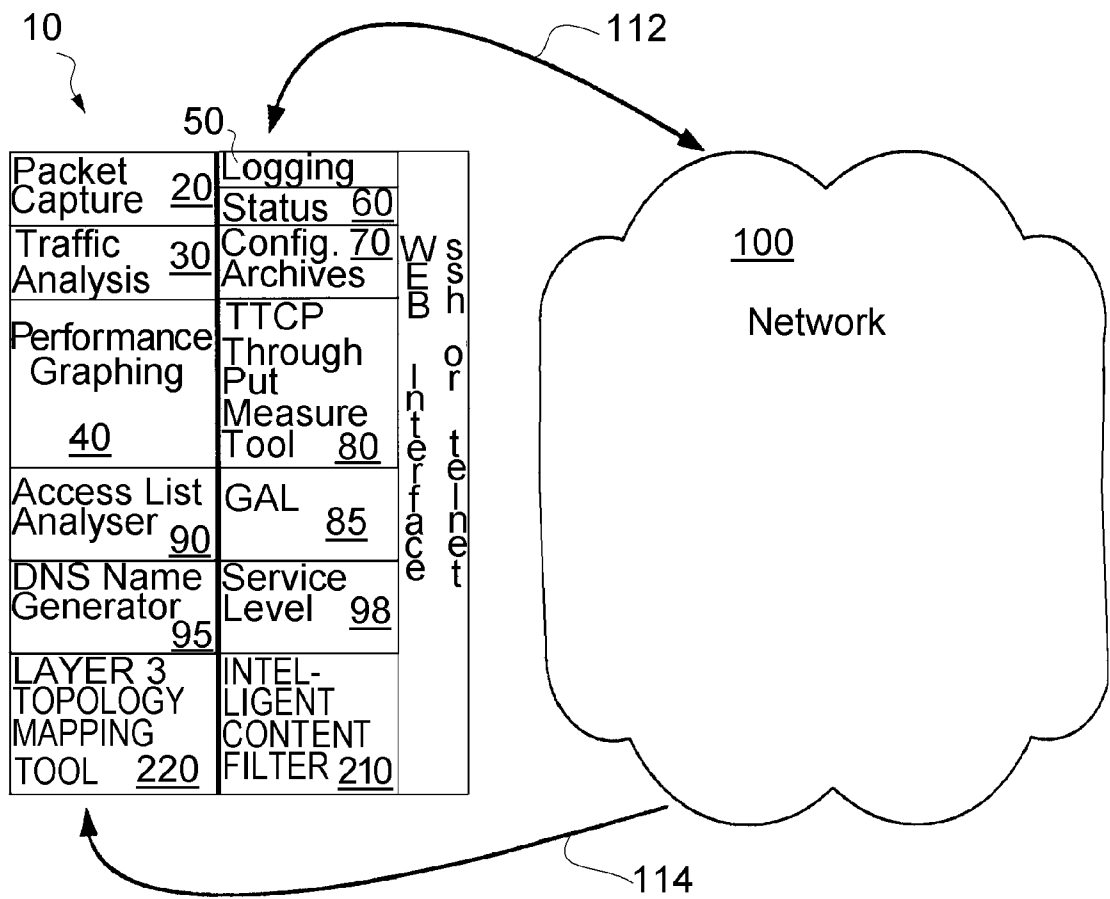 10
112
50
Packet
Capture 20
Logging
Status 60
Traffic
Analysis 30
Config. 70
Archives
Performance
Graphing
40
TTCP
Through
Put
Measure
Tool 80
Access List
Analyser 90
GAL
85
DNS Name
Generator
95
Service
Level 98
LAYER 3
TOPOLOGY
MAPPING
TOOL 220
INTEL-
LIGENT
CONTENT
FILTER 210
WEB Interface
ssh or telnet
100
Network
114